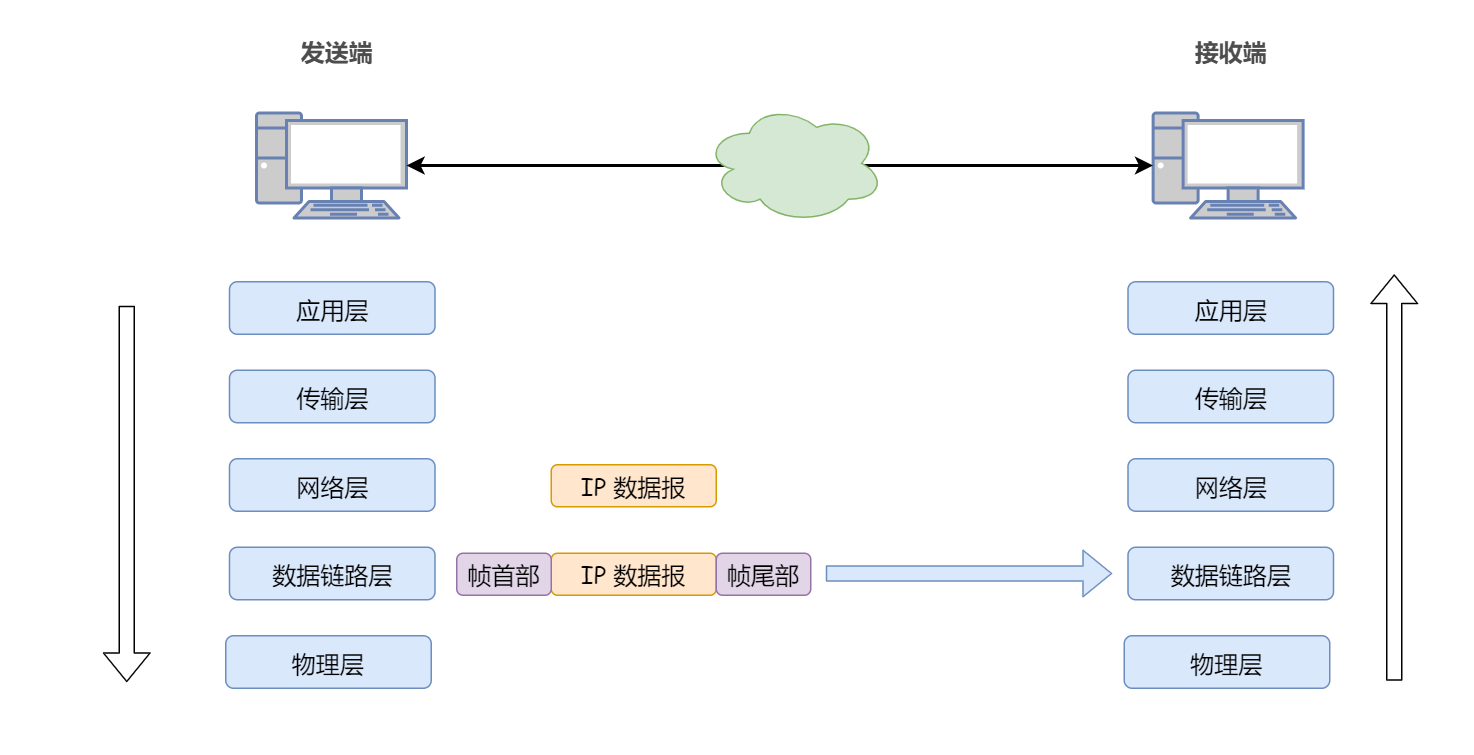 发送端 接收端
应用层 应用层
传输层 传输层
网络层 IP 数据报 网络层
数据链路层 帧首部 IP 数据报 帧尾部 数据链路层
物理层 物理层